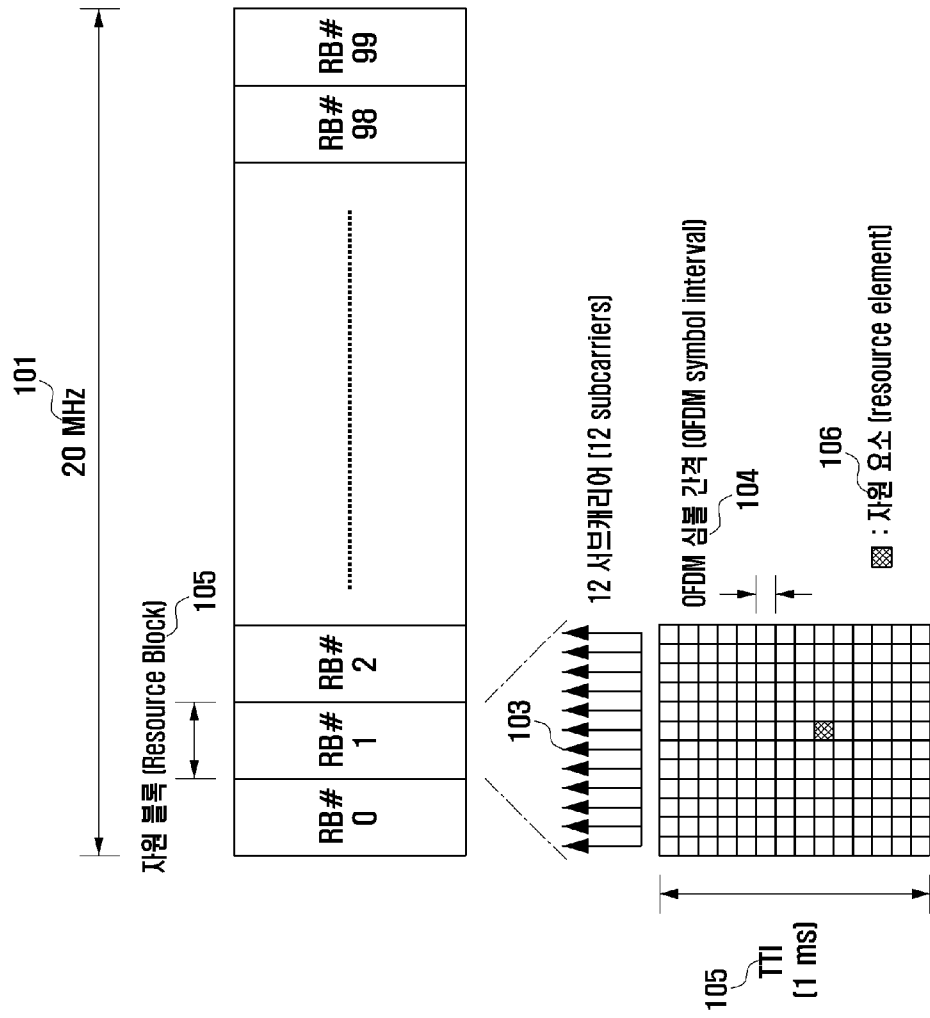 101
20 MHz
자원 블록 (Resource Block)
105
RB#
0
RB#
1
RB#
2
RB#
98
RB#
99
103
12 서브캐리어 (12 subcarriers)
OFDM 심볼 간격 (OFDM symbol interval)
104
105
TTI
(1 ms)
106
: 자원 요소 (resource element)